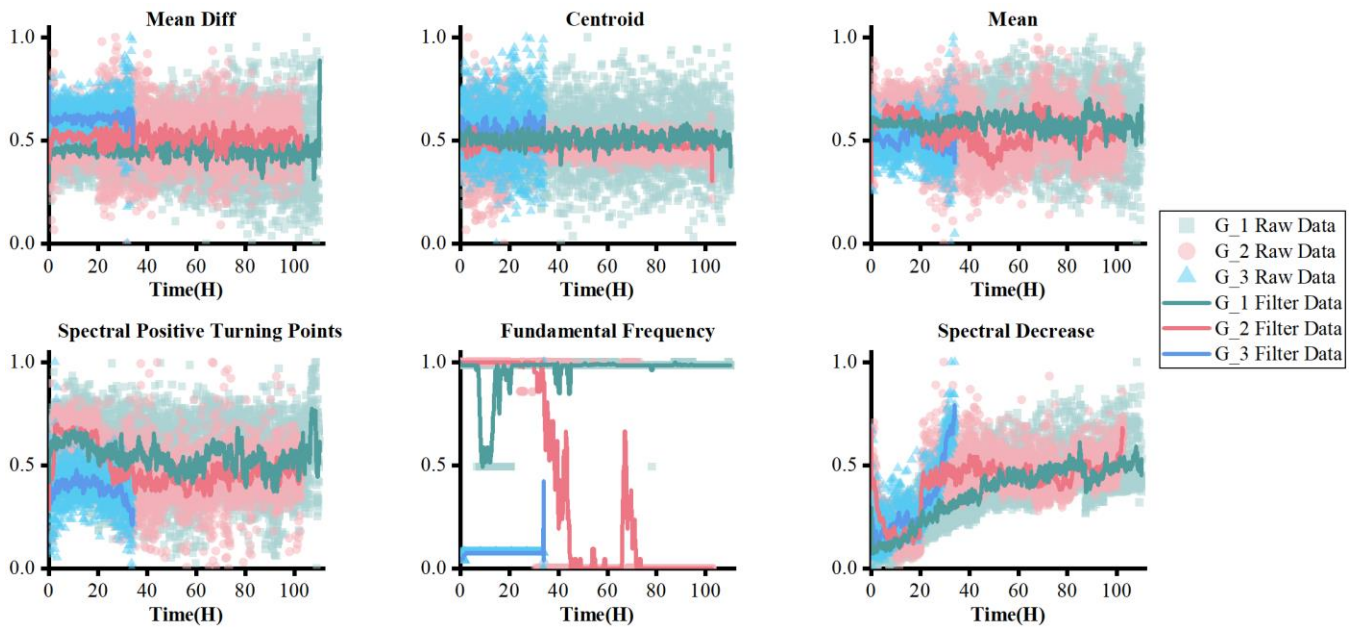 Mean Diff
Centroid
Mean
1.0
0.5
0.0
0 20 40 60 80 100
Time(H)
1.0
0.5
0.0
0 20 40 60 80 100
Time(H)
1.0
0.5
0.0
0 20 40 60 80 100
Time(H)
G_1 Raw Data
G_2 Raw Data
G_3 Raw Data
G_1 Filter Data
G_2 Filter Data
G_3 Filter Data
Spectral Positive Turning Points
Fundamental Frequency
Spectral Decrease
1.0
0.5
0.0
0 20 40 60 80 100
Time(H)
1.0
0.5
0.0
0 20 40 60 80 100
Time(H)
1.0
0.5
0.0
0 20 40 60 80 100
Time(H)